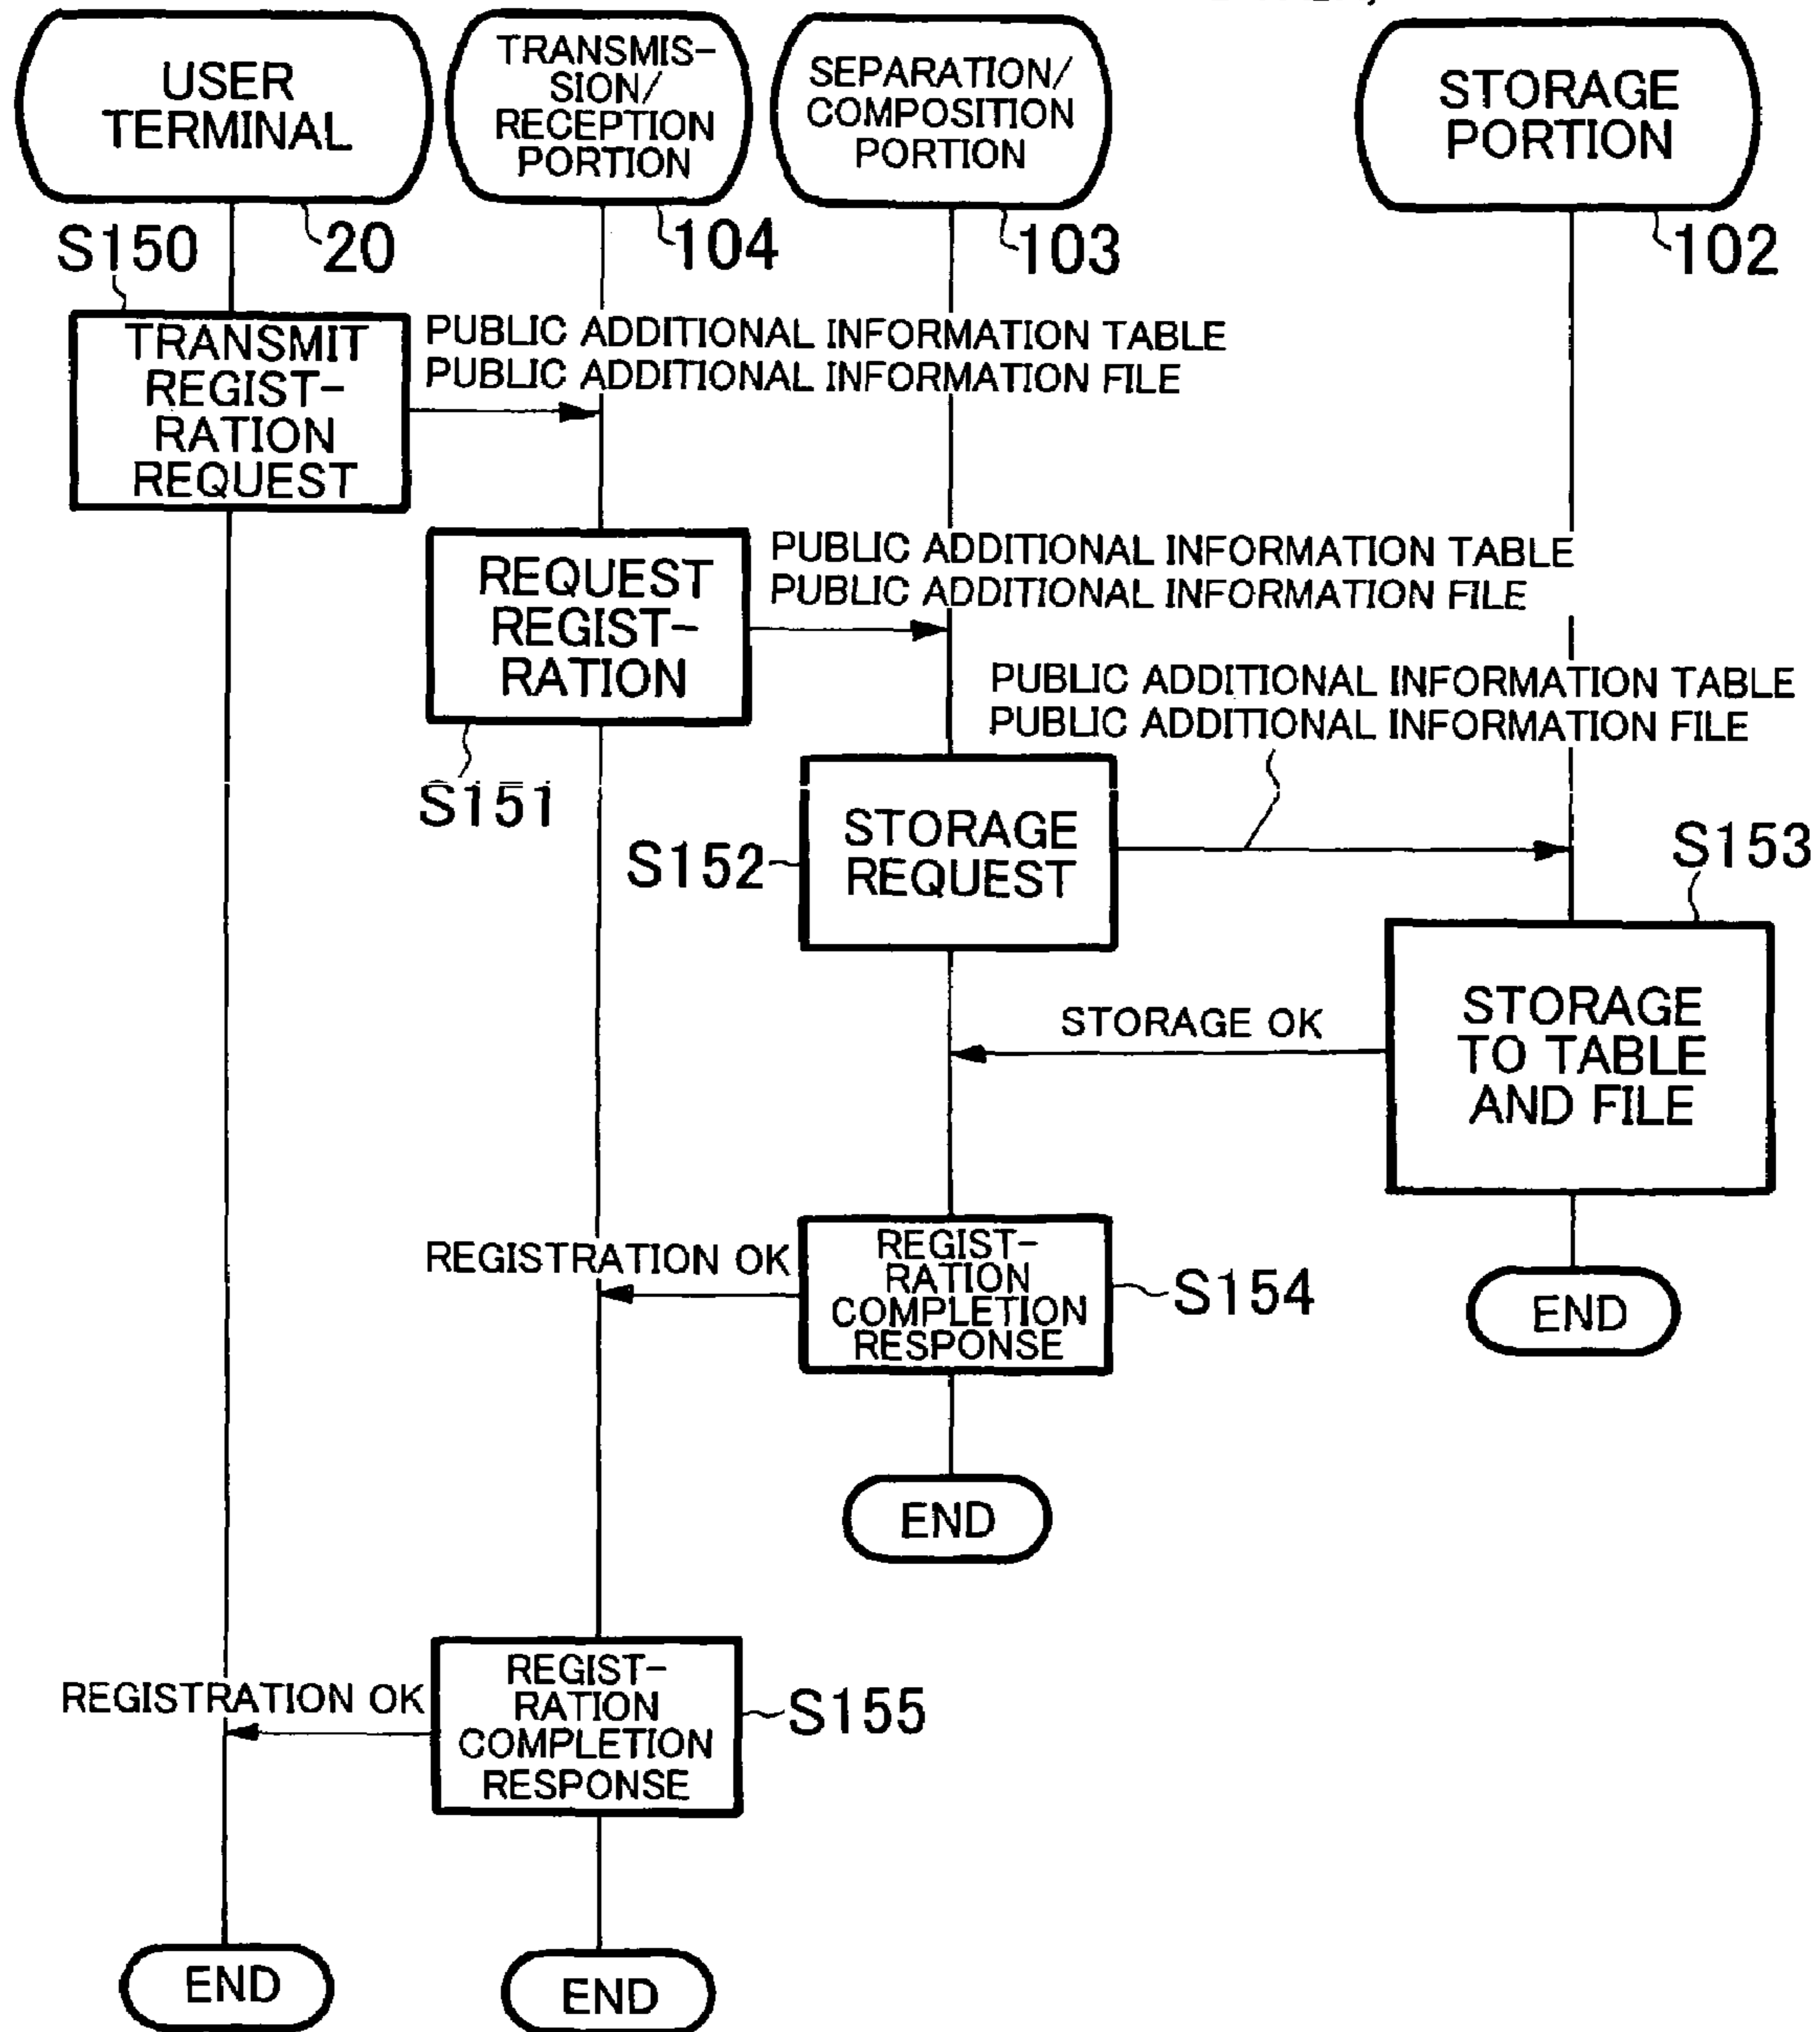 USER
TERMINAL
TRANSMIS-
SION/
RECEPTION
PORTION
SEPARATION/
COMPOSITION
PORTION
STORAGE
PORTION
S150
20
104
103
102
TRANSMIT
REGIST-
RATION
REQUEST
PUBLIC ADDITIONAL INFORMATION TABLE
PUBLIC ADDITIONAL INFORMATION FILE
REQUEST
REGIST-
RATION
S151
PUBLIC ADDITIONAL INFORMATION TABLE
PUBLIC ADDITIONAL INFORMATION FILE
PUBLIC ADDITIONAL INFORMATION TABLE
PUBLIC ADDITIONAL INFORMATION FILE
S152
STORAGE
REQUEST
S153
STORAGE
TO TABLE
AND FILE
STORAGE OK
END
REGISTRATION OK
REGIST-
RATION
COMPLETION
RESPONSE
S154
END
REGISTRATION OK
REGIST-
RATION
COMPLETION
RESPONSE
S155
END
END